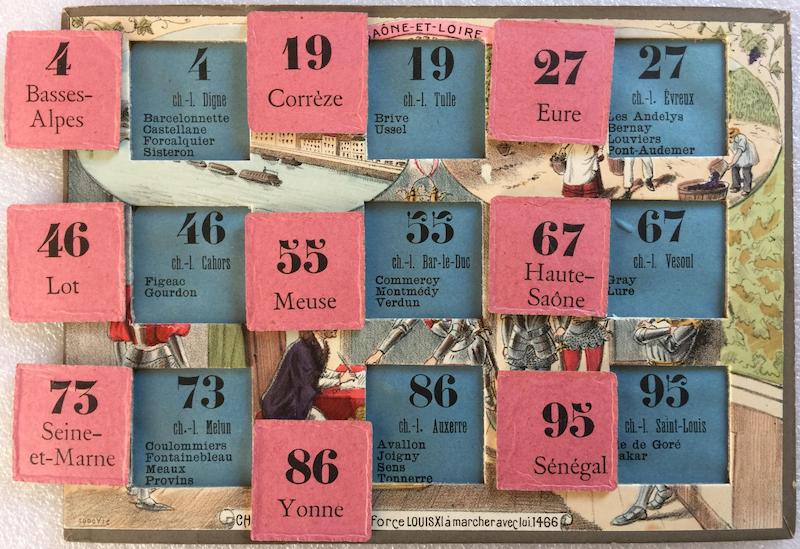 AÔNE-ET-LOIRE
4
Basses-
Alpes
4
ch.-l. Digne
Barcelonnette
Castellane
Forcalquier
Sisteron
19
Corrèze
19
ch.-l. Tulle
Brive
Ussel
27
Eure
27
ch.-l. Évreux
Les Andelys
Bernay
Louviers
Pont-Audemer
46
Lot
46
ch.-l. Cahors
Figeac
Gourdon
55
Meuse
55
ch.-l. Bar-le-Duc
Commercy
Montmédy
Verdun
67
Haute-
Saône
67
ch.-l. Vesoul
Gray
Lure
73
Seine-
et-Marne
73
ch.-l. Melun
Coulommiers
Fontainebleau
Meaux
Provins
86
Yonne
86
ch.-l. Auxerre
Avallon
Joigny
Sens
Tonnerre
95
Sénégal
95
ch.-l. Saint-Louis
le de Goré
akar
CH
force LOUIS XI à marcher avec lui. 1466